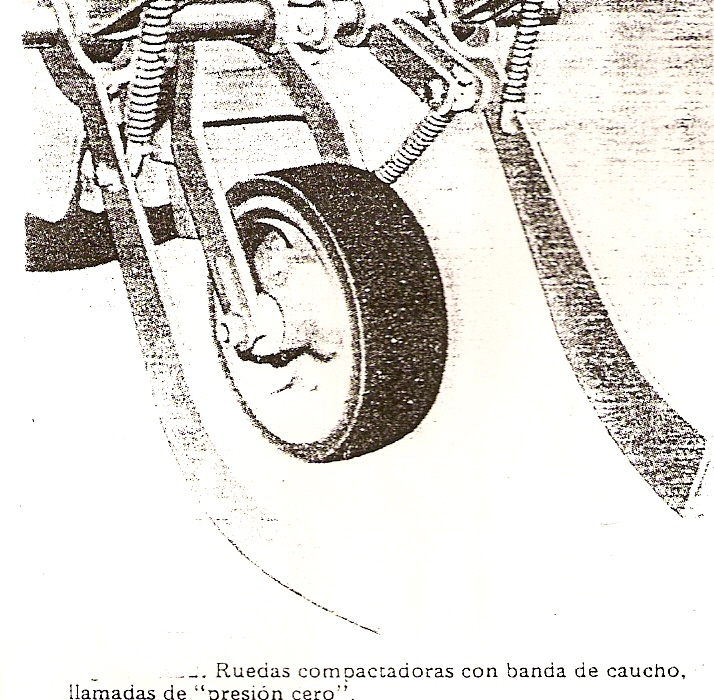 . Ruedas compactadoras con banda de caucho,
llamadas de “presión cero”.